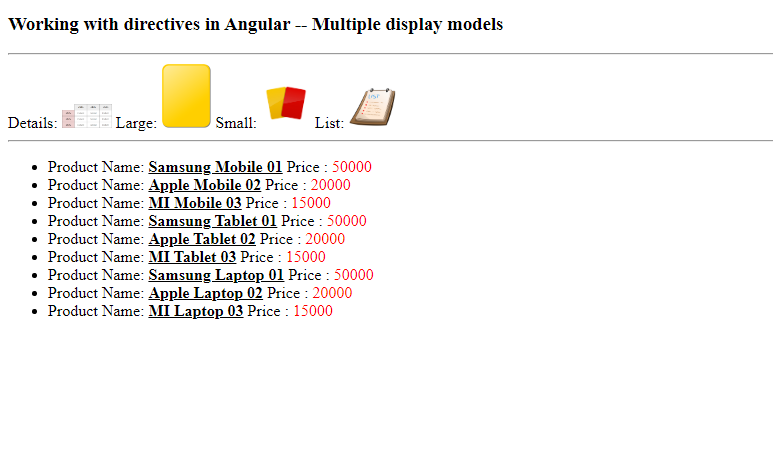 Working with directives in Angular -- Multiple display models
Details: Large: Small: List:
Product Name: Samsung Mobile 01 Price : 50000
Product Name: Apple Mobile 02 Price : 20000
Product Name: MI Mobile 03 Price : 15000
Product Name: Samsung Tablet 01 Price : 50000
Product Name: Apple Tablet 02 Price : 20000
Product Name: MI Tablet 03 Price : 15000
Product Name: Samsung Laptop 01 Price : 50000
Product Name: Apple Laptop 02 Price : 20000
Product Name: MI Laptop 03 Price : 15000